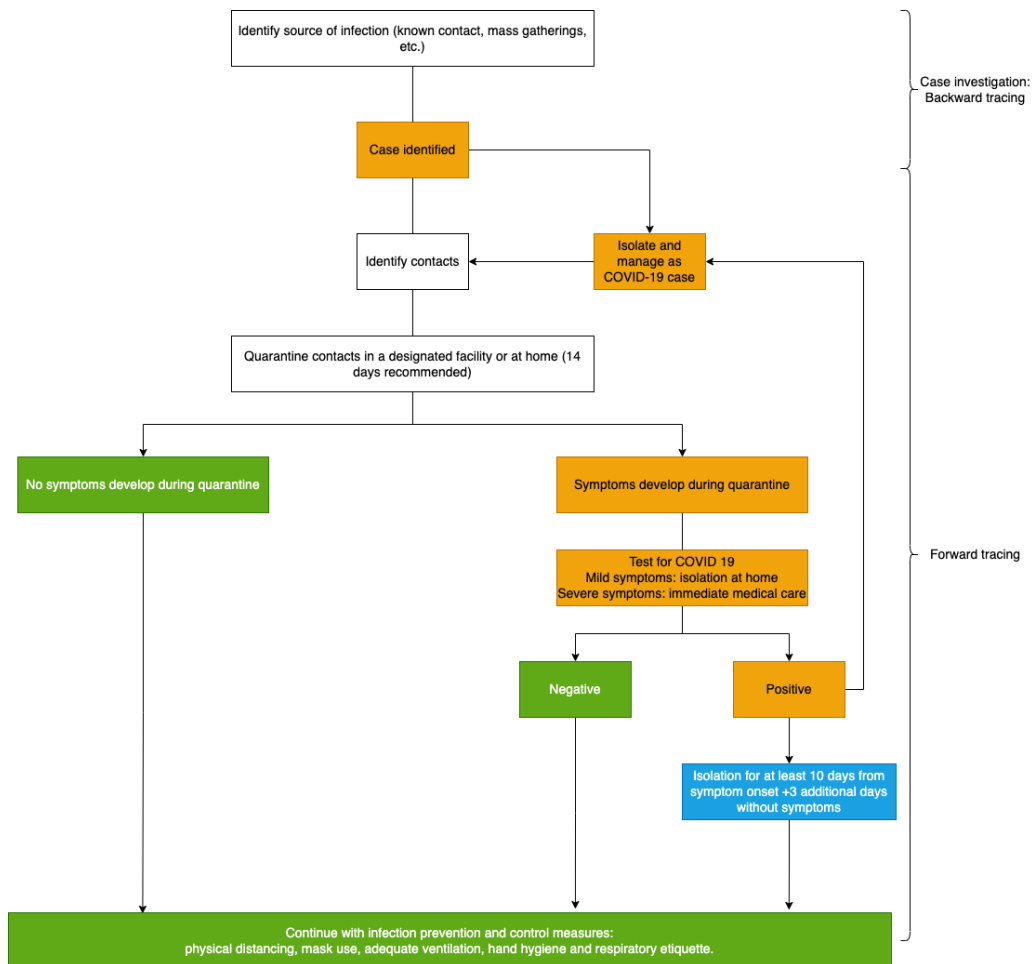 Identify source of infection (known contact, mass gatherings,
etc.)
Case investigation:
Backward tracing
Case identified
Identify contacts
Isolate and
manage as
COVID-19 case
Quarantine contacts in a designated facility or at home (14
days recommended)
No symptoms develop during quarantine
Symptoms develop during quarantine
Forward tracing
Test for COVID 19
Mild symptoms: isolation at home
Severe symptoms: immediate medical care
Negative
Positive
Isolation for at least 10 days from
symptom onset +3 additional days
without symptoms
Continue with infection prevention and control measures:
physical distancing, mask use, adequate ventilation, hand hygiene and respiratory etiquette.